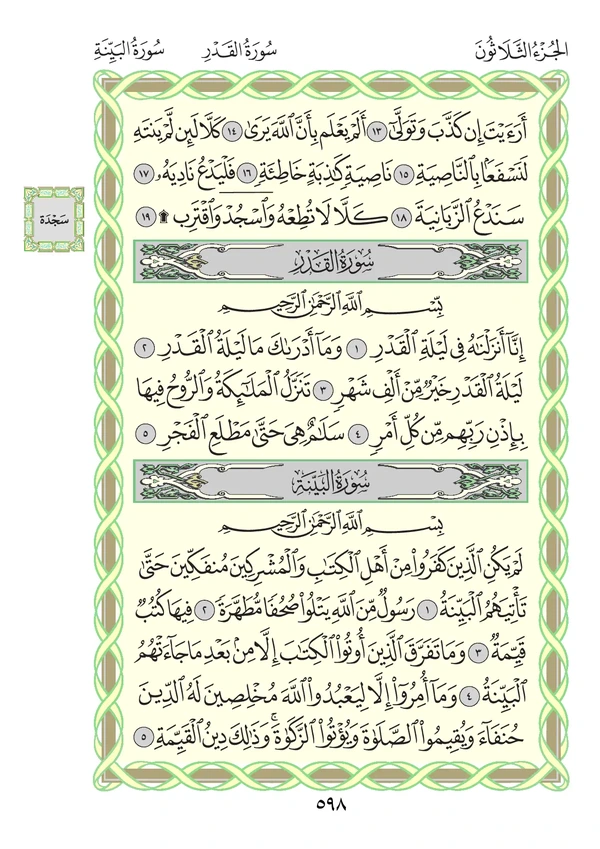 الجُزْءُ الثَّلَاثُونَ سُورَةُ القَدْرِ سُورَةُ البَيِّنَةِ
أَرَءَيْتَ إِن كَذَّبَ وَتَوَلَّىٰٓ ١٣ أَلَمْ يَعْلَم بِأَنَّ ٱللَّهَ يَرَىٰ ١٤ كَلَّا لَئِن لَّمْ يَنتَهِ
لَنَسْفَعًۢا بِٱلنَّاصِيَةِ ١٥ نَاصِيَةٍ كَٰذِبَةٍ خَاطِئَةٍ ١٦ فَلْيَدْعُ نَادِيَهُۥ ١٧
سَنَدْعُ ٱلزَّبَانِيَةَ ١٨ كَلَّا لَا تُطِعْهُ وَٱسْجُدْ وَٱقْتَرِب ۩ ١٩
سَجْدَة
سُورَةُ القَدْرِ
بِسْمِ ٱللَّهِ ٱلرَّحْمَٰنِ ٱلرَّحِيمِ
إِنَّآ أَنزَلْنَٰهُ فِى لَيْلَةِ ٱلْقَدْرِ ١ وَمَآ أَدْرَىٰكَ مَا لَيْلَةُ ٱلْقَدْرِ ٢
لَيْلَةُ ٱلْقَدْرِ خَيْرٌ مِّنْ أَلْفِ شَهْرٍ ٣ تَنَزَّلُ ٱلْمَلَٰٓئِكَةُ وَٱلرُّوحُ فِيهَا
بِإِذْنِ رَبِّهِم مِّن كُلِّ أَمْرٍ ٤ سَلَٰمٌ هِىَ حَتَّىٰ مَطْلَعِ ٱلْفَجْرِ ٥
سُورَةُ البَيِّنَةِ
بِسْمِ ٱللَّهِ ٱلرَّحْمَٰنِ ٱلرَّحِيمِ
لَمْ يَكُنِ ٱلَّذِينَ كَفَرُوا۟ مِنْ أَهْلِ ٱلْكِتَٰبِ وَٱلْمُشْرِكِينَ مُنفَكِّينَ حَتَّىٰ
تَأْتِيَهُمُ ٱلْبَيِّنَةُ ١ رَسُولٌ مِّنَ ٱللَّهِ يَتْلُوا۟ صُحُفًا مُّطَهَّرَةً ٢ فِيهَا كُتُبٌ
قَيِّمَةٌ ٣ وَمَا تَفَرَّقَ ٱلَّذِينَ أُوتُوا۟ ٱلْكِتَٰبَ إِلَّا مِنۢ بَعْدِ مَا جَآءَتْهُمُ
ٱلْبَيِّنَةُ ٤ وَمَآ أُمِرُوٓا۟ إِلَّا لِيَعْبُدُوا۟ ٱللَّهَ مُخْلِصِينَ لَهُ ٱلدِّينَ
حُنَفَآءَ وَيُقِيمُوا۟ ٱلصَّلَوٰةَ وَيُؤْتُوا۟ ٱلزَّكَوٰةَ ۚ وَذَٰلِكَ دِينُ ٱلْقَيِّمَةِ ٥
٥٩٨